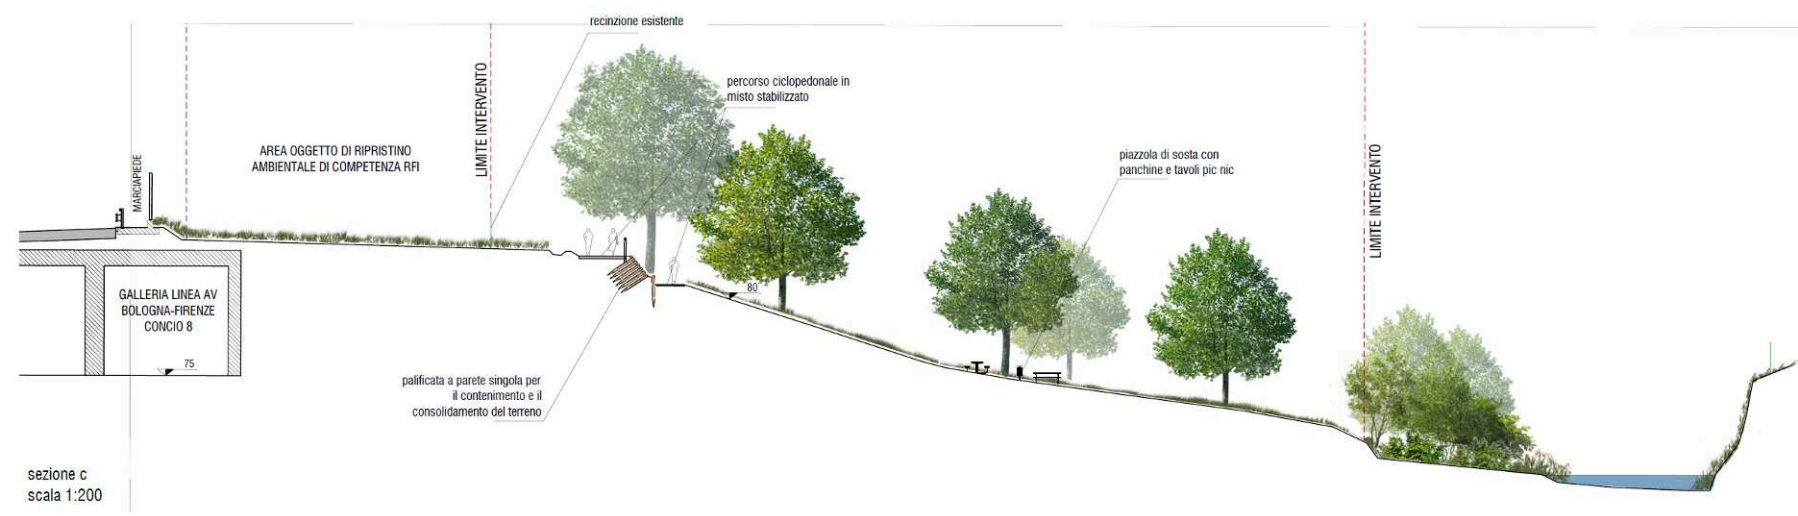 recinzione esistente
LIMITE INTERVENTO
percorso ciclopedonale in
misto stabilizzato
AREA OGGETTO DI RIPRISTINO
AMBIENTALE DI COMPETENZA RFI
MARCIAPIEDE
piazzola di sosta con
panchine e tavoli pic nic
LIMITE INTERVENTO
GALLERIA LINEA AV
BOLOGNA-FIRENZE
CONCIO 8
75
80
palificata a parete singola per
il contenimento e il
consolidamento del terreno
sezione c
scala 1:200